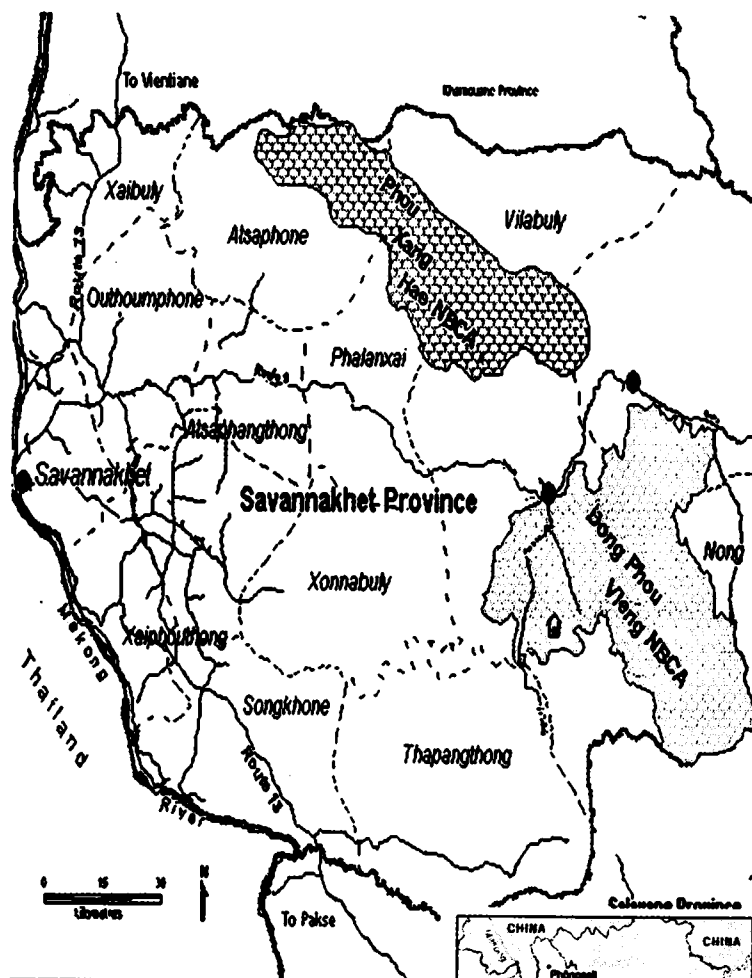 To Vientiane
Khammouane Province
Xaibuly
Atsaphone
Vilabuly
Phou
Xang
Hae NBCA
Route 13
Outhoumphone
Phalanxai
Atsaphangthong
Savannakhet
Savannakhet Province
Dong Phou
Vieng NBCA
Nong
Xonnabuly
Mekong
Xaiphouthong
Thailand
Songkhone
Thapangthong
Route 13
River
0 15 30
N
To Pakse
CHINA
CHINA